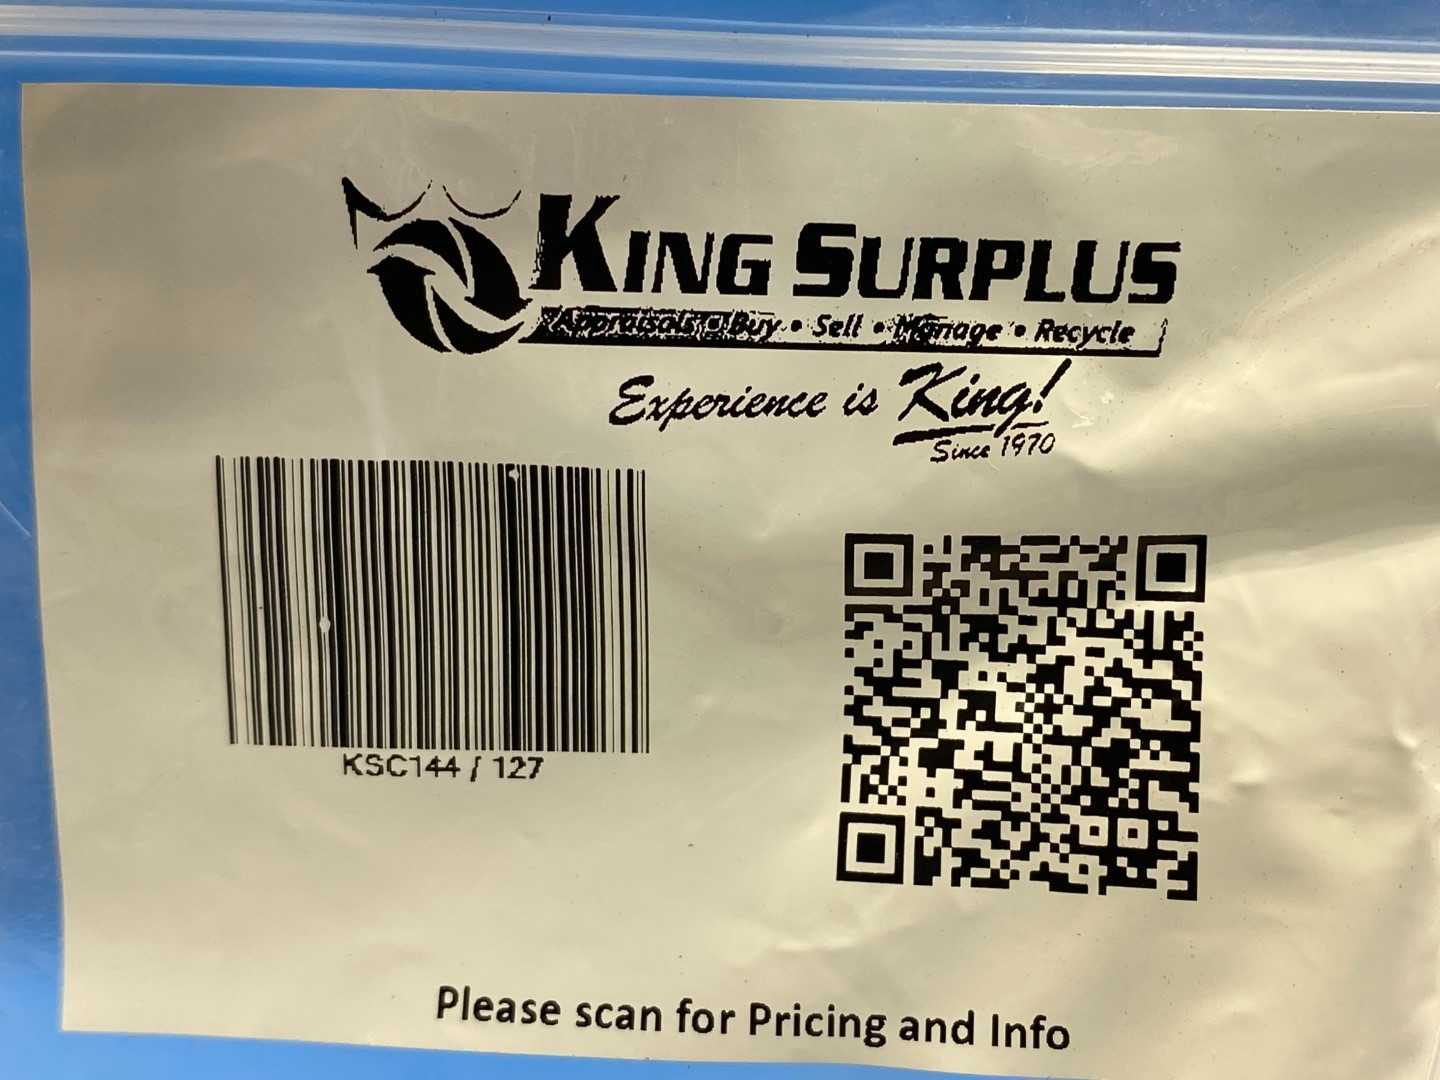 KING SURPLUS
Appraisals • Buy • Sell • Manage • Recycle
Experience is King!
Since 1970
KSC144 / 127
Please scan for Pricing and Info